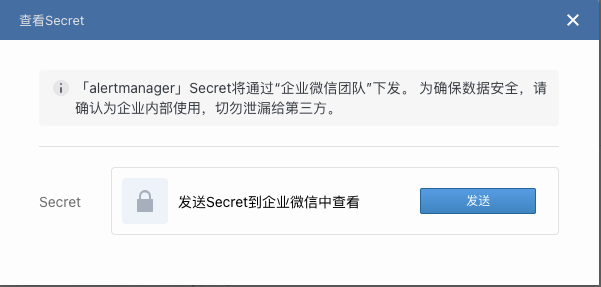 查看Secret
「alertmanager」Secret将通过“企业微信团队”下发。 为确保数据安全，请
确认为企业内部使用，切勿泄漏给第三方。
Secret
发送Secret到企业微信中查看
发送